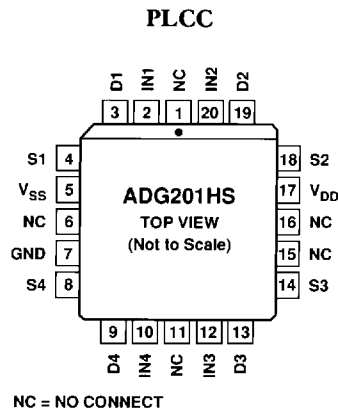 PLCC
D1 IN1 NC IN2 D2
3 2 1 20 19
S1 4 18 S2
VSS 5 17 VDD
NC 6 16 NC
GND 7 15 NC
S4 8 14 S3
ADG201HS
TOP VIEW
(Not to Scale)
9 10 11 12 13
D4 IN4 NC IN3 D3
NC = NO CONNECT